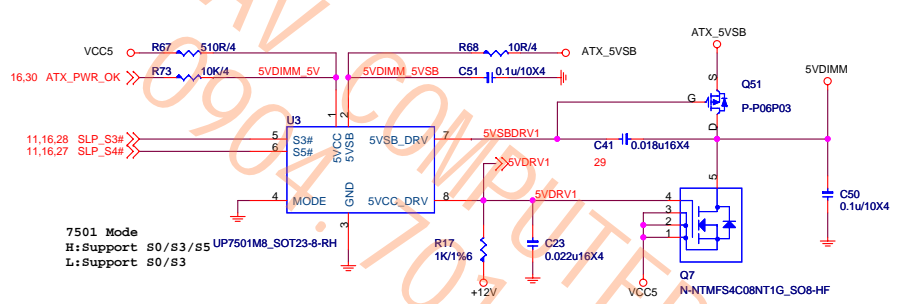 AV COMPUTER
0904.701
VCC5
R67 510R/4
R68 10R/4
ATX_5VSB
ATX_5VSB
16,30 ATX_PWR_OK
R73 10K/4
5VDIMM_5V
5VDIMM_5VSB
C51 0.1u/10X4
S
Q51
G
P-P06P03
D
5VDIMM
U3
1
2
11,16,28 SLP_S3#
5
S3#
5VCC
5VSB
5VSB_DRV
7
5VSBDRV1
11,16,27 SLP_S4#
6
S5#
C41 0.018u16X4
29
5VDRV1
4
MODE
GND
5VCC_DRV
8
5VDRV1
3
UP7501M8_SOT23-8-RH
7501 Mode
H:Support S0/S3/S5
L:Support S0/S3
R17
1K/1%6
+12V
C23
0.022u16X4
5
4
3
2
1
VCC5
Q7
N-NTMFS4C08NT1G_SO8-HF
C50
0.1u/10X4